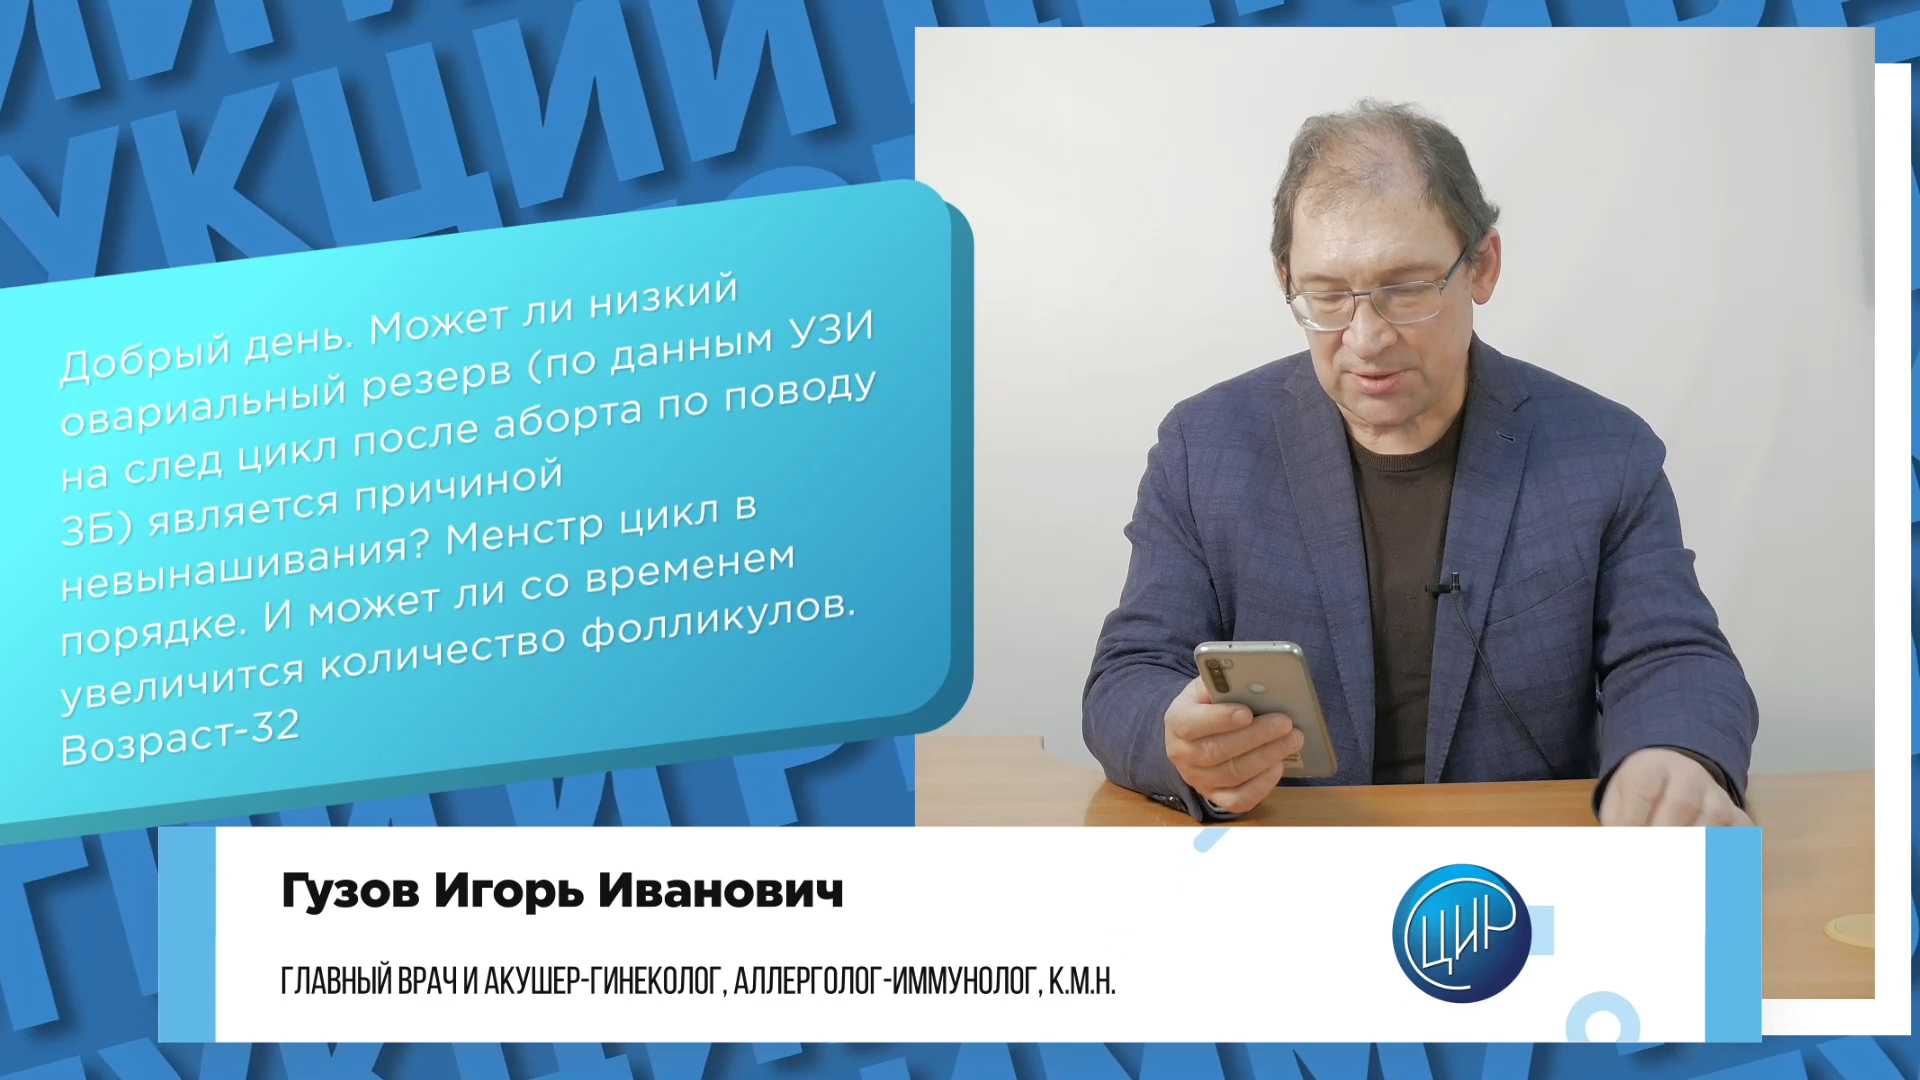 Добрый день. Может ли низкий
овариальный резерв (по данным УЗИ
на след цикл после аборта по поводу
ЗБ) является причиной
невынашивания? Менстр цикл в
порядке. И может ли со временем
увеличится количество фолликулов.
Возраст-32
Гузов Игорь Иванович
ГЛАВНЫЙ ВРАЧ И АКУШЕР-ГИНЕКОЛОГ, АЛЛЕРГОЛОГ-ИММУНОЛОГ, К.М.Н.
ЦИР